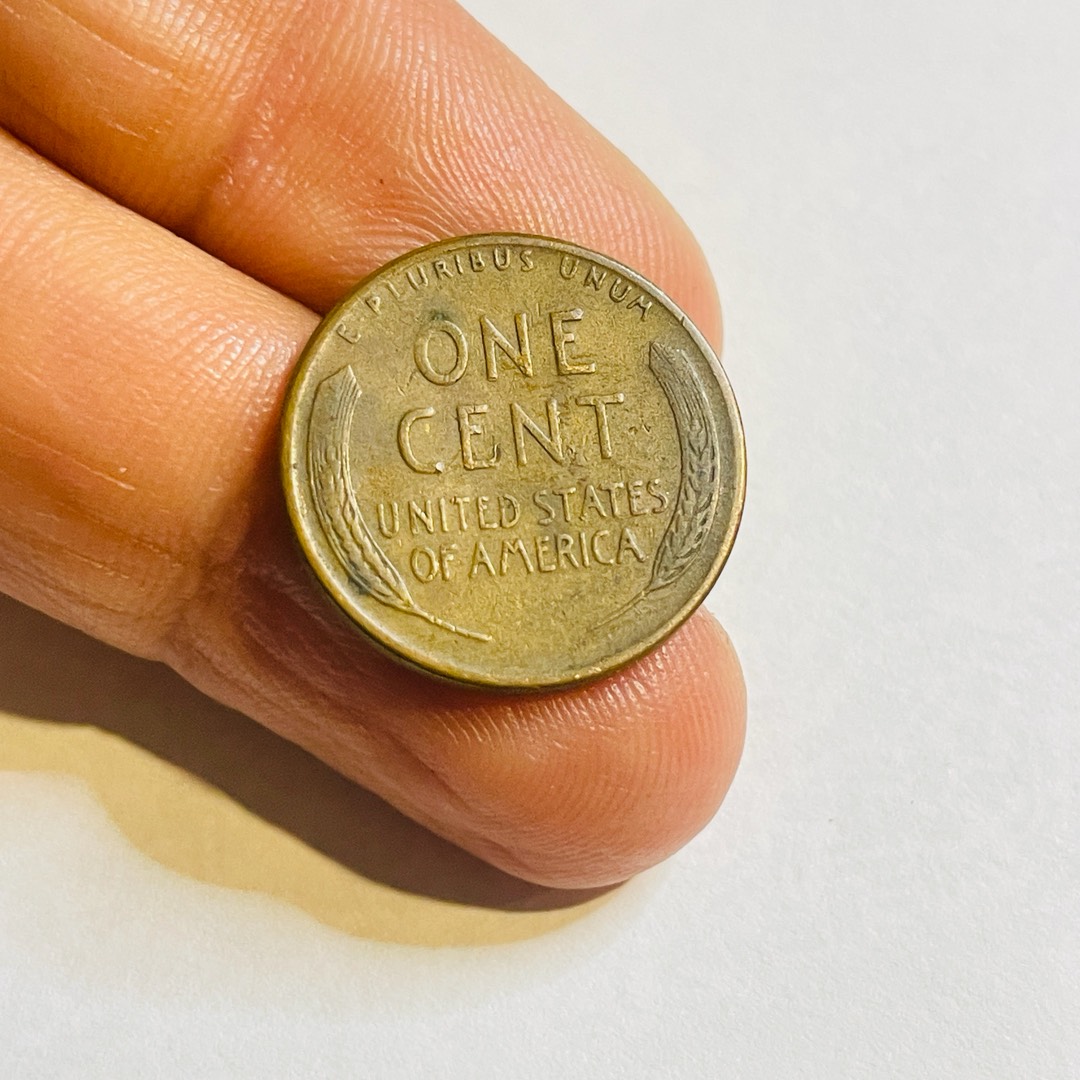 E PLURIBUS UNUM
ONE
CENT
UNITED STATES
OF AMERICA